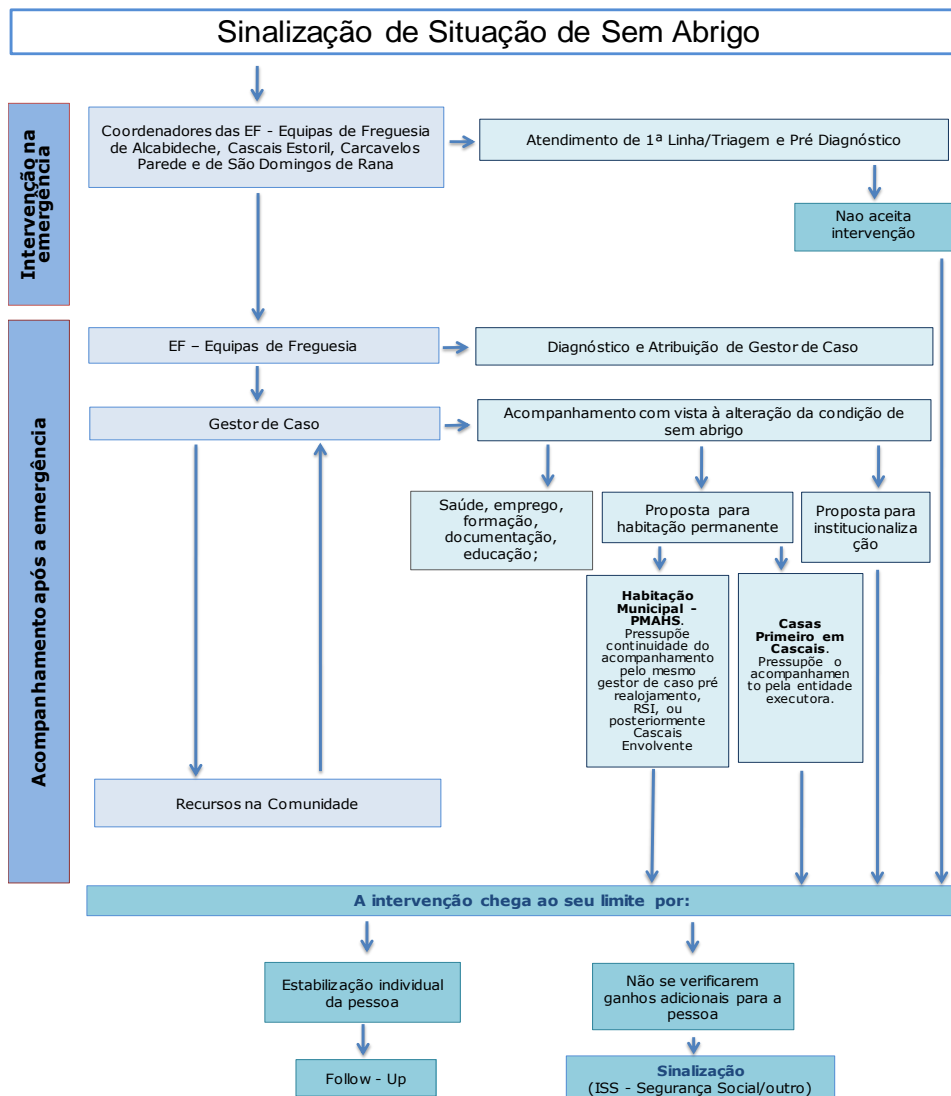 Sinalização de Situação de Sem Abrigo
Intervenção na
emergência
Coordenadores das EF - Equipas de Freguesia
de Alcabideche, Cascais Estoril, Carcavelos
Parede e de São Domingos de Rana
Atendimento de 1ª Linha/Triagem e Pré Diagnóstico
Nao aceita
intervenção
Acompanhamento após a emergência
EF – Equipas de Freguesia
Diagnóstico e Atribuição de Gestor de Caso
Gestor de Caso
Acompanhamento com vista à alteração da condição de
sem abrigo
Saúde, emprego,
formação,
documentação,
educação;
Proposta para
habitação permanente
Proposta para
institucionaliza
ção
Habitação
Municipal -
PMAHS.
Pressupõe
continuidade do
acompanhamento
pelo mesmo
gestor de caso pré
realojamento,
RSI, ou
posteriormente
Cascais
Envolvente
Casas
Primeiro em
Cascais.
Pressupõe o
acompanhamen
to pela entidade
executora.
Recursos na Comunidade
A intervenção chega ao seu limite por:
Estabilização individual
da pessoa
Não se verificarem
ganhos adicionais para a
pessoa
Follow - Up
Sinalização
(ISS - Segurança Social/outro)